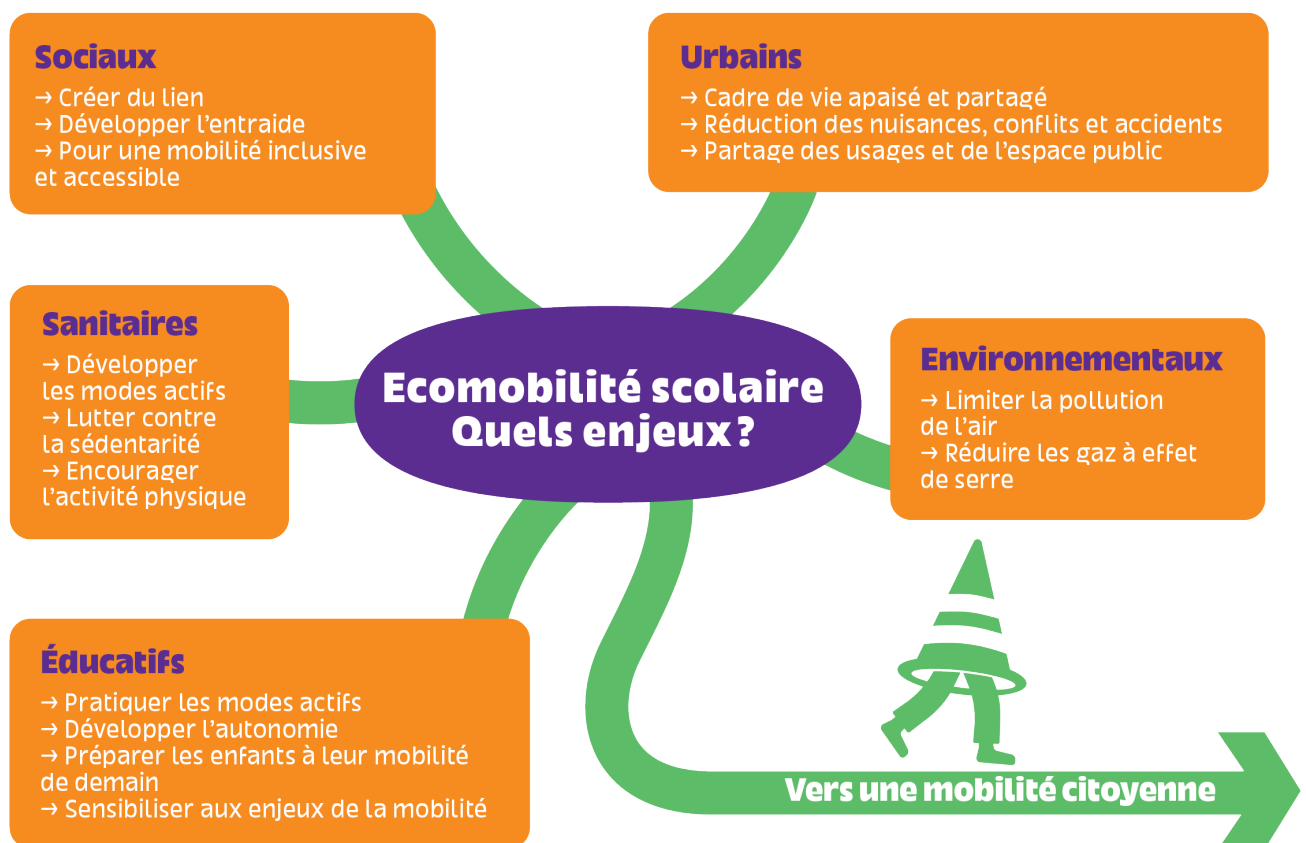 Sociaux
→ Créer du lien
→ Développer l'entraide
→ Pour une mobilité inclusive
et accessible
Urbains
→ Cadre de vie apaisé et partagé
→ Réduction des nuisances, conflits et accidents
→ Partage des usages et de l'espace public
Sanitaires
→ Développer
les modes actifs
→ Lutter contre
la sédentarité
→ Encourager
l'activité physique
Ecomobilité scolaire
Quels enjeux ?
Environnementaux
→ Limiter la pollution
de l'air
→ Réduire les gaz à effet
de serre
Éducatifs
→ Pratiquer les modes actifs
→ Développer l'autonomie
→ Préparer les enfants à leur mobilité
de demain
→ Sensibiliser aux enjeux de la mobilité
Vers une mobilité citoyenne